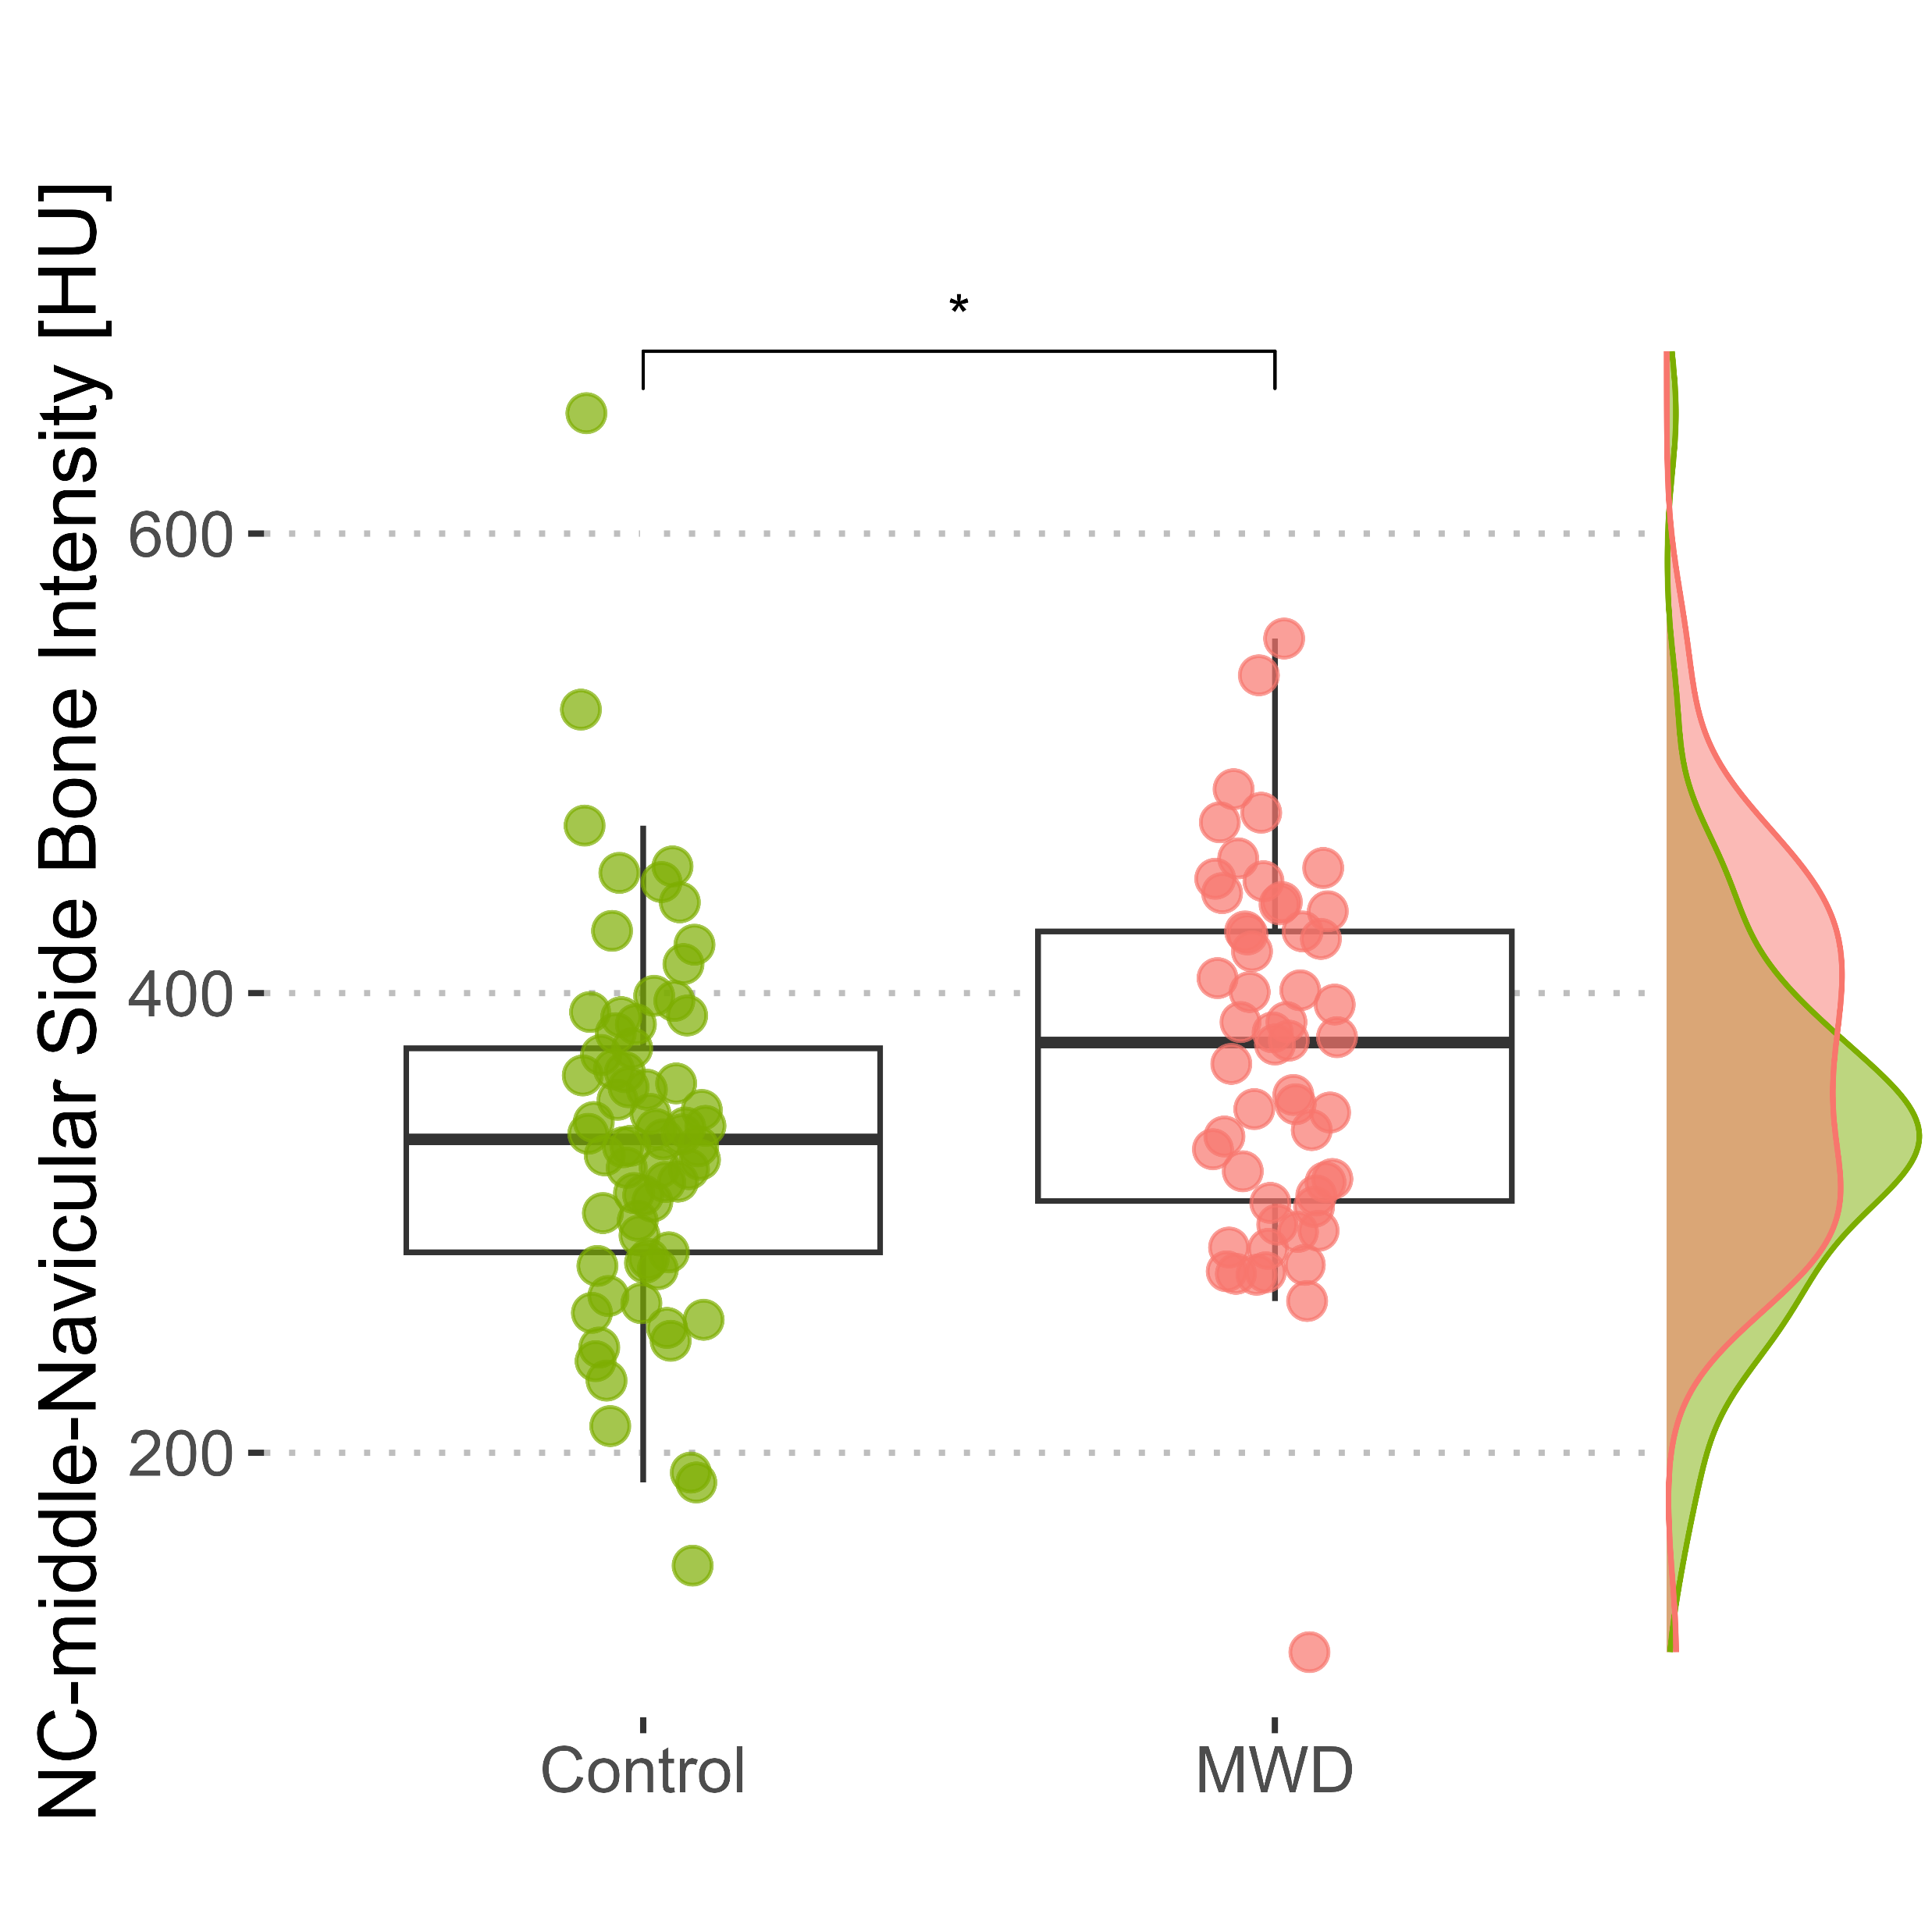 NC-middle-Navicular Side Bone Intensity [HU]
*
600
400
200
Control
MWD